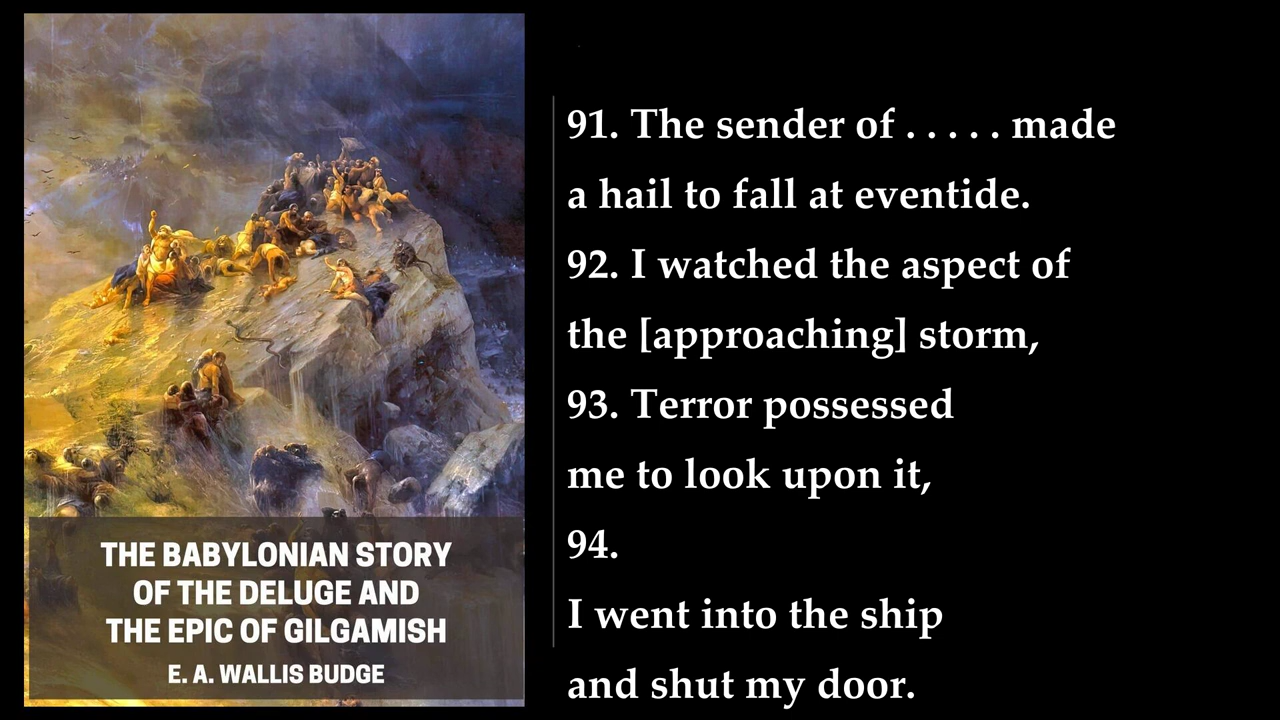 THE BABYLONIAN STORY
OF THE DELUGE AND
THE EPIC OF GILGAMISH
E. A. WALLIS BUDGE
91. The sender of . . . . . made
a hail to fall at eventide.
92. I watched the aspect of
the [approaching] storm,
93. Terror possessed
me to look upon it,
94.
I went into the ship
and shut my door.